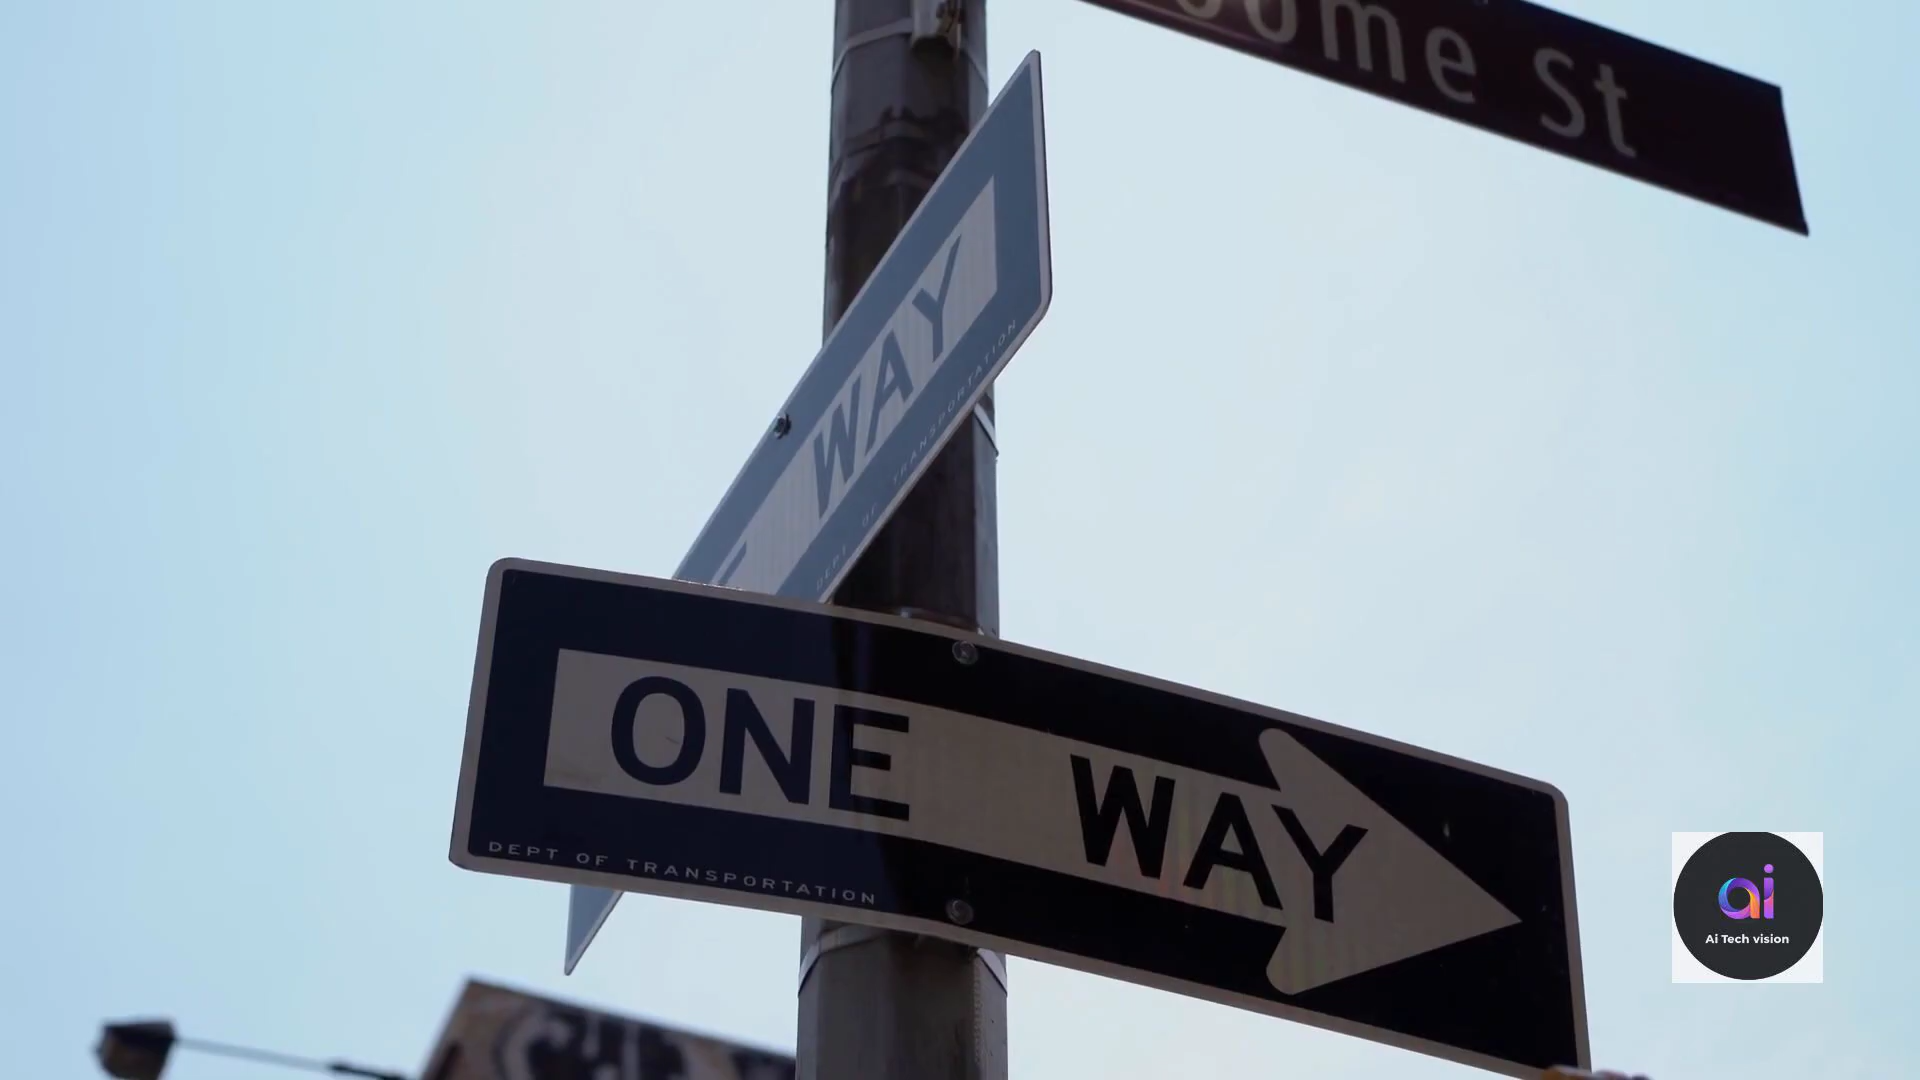 ome St
WAY
DEPT OF TRANSPORTATION
ONE WAY
DEPT OF TRANSPORTATION
ai
Ai Tech vision